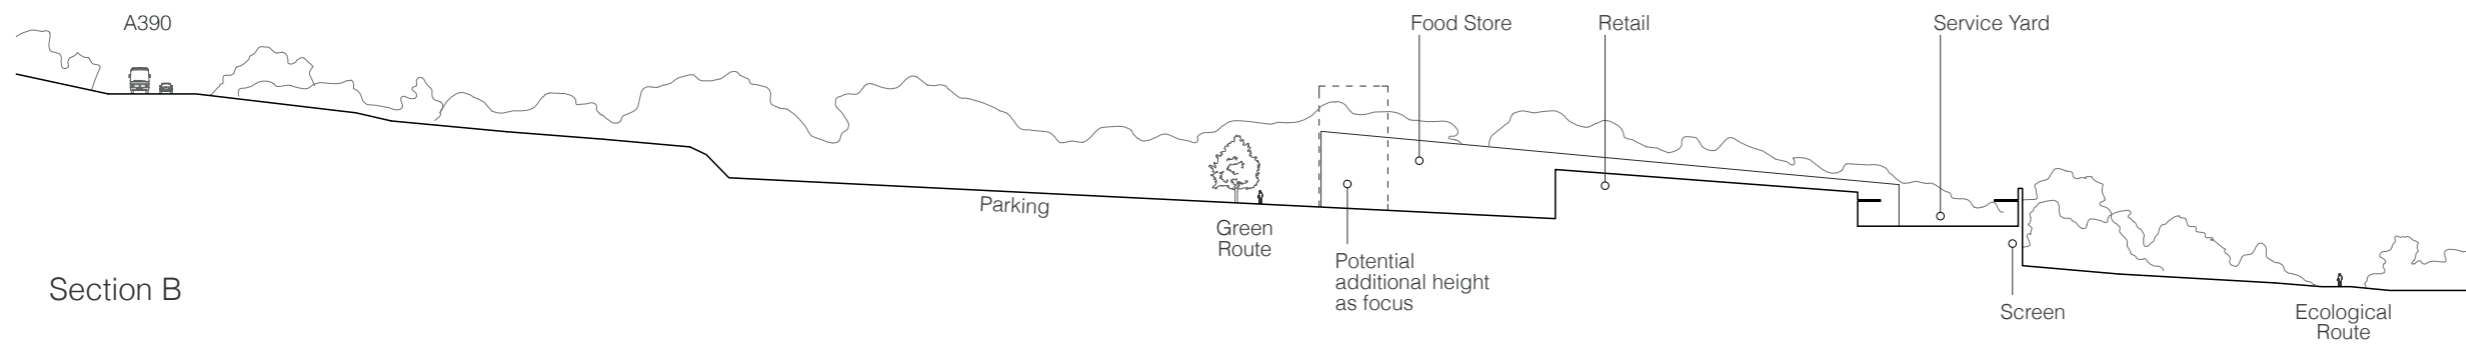 A390
Food Store
Retail
Service Yard
Parking
Green
Route
Potential
additional height
as focus
Section B
Screen
Ecological
Route